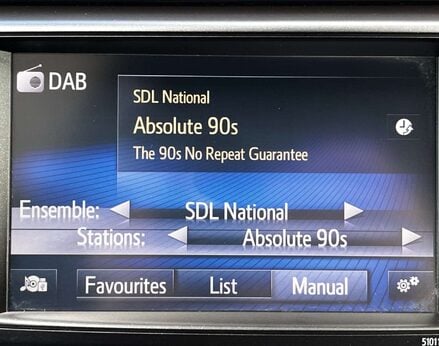 DAB
SDL National
Absolute 90s
The 90s No Repeat Guarantee
Ensemble: SDL National
Stations: Absolute 90s
Favourites List Manual
51011